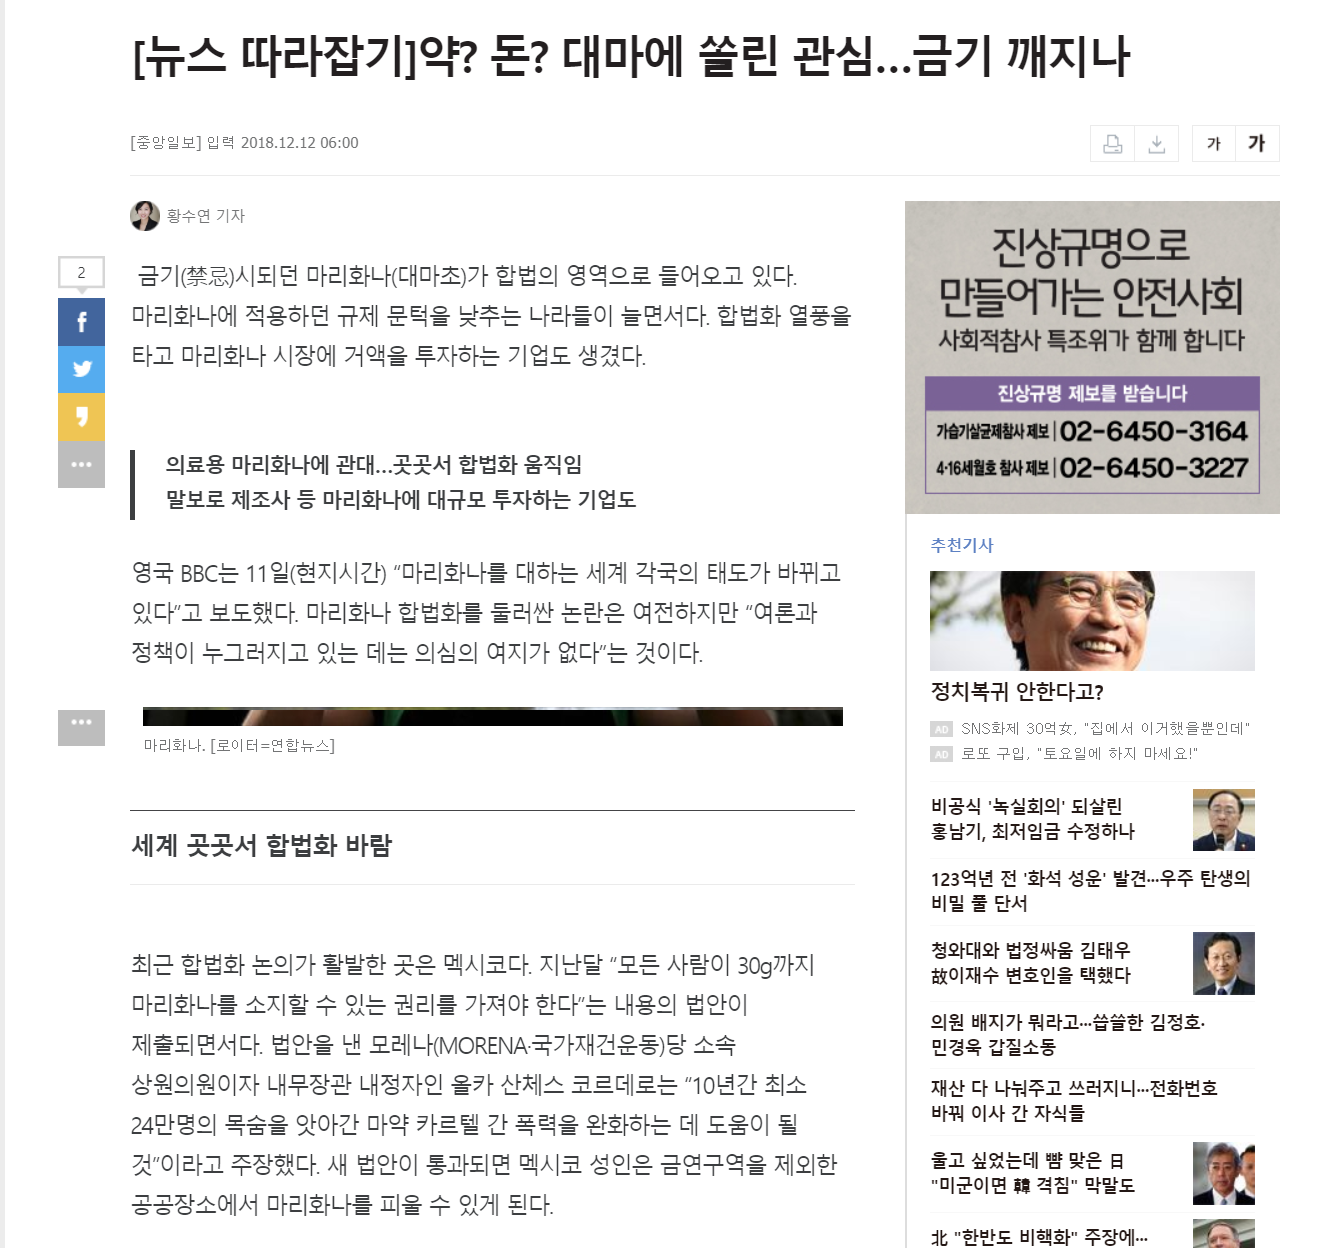 [뉴스 따라잡기]약? 돈? 대마에 쏠린 관심...금기 깨지나
[중앙일보] 입력 2018.12.12 06:00
가 가
황수연 기자
2
금기(禁忌)시되던 마리화나(대마초)가 합법의 영역으로 들어오고 있다.
마리화나에 적용하던 규제 문턱을 낮추는 나라들이 늘면서다. 합법화 열풍을
타고 마리화나 시장에 거액을 투자하는 기업도 생겼다.
의료용 마리화나에 관대...곳곳서 합법화 움직임
말보로 제조사 등 마리화나에 대규모 투자하는 기업도
영국 BBC는 11일(현지시간) “마리화나를 대하는 세계 각국의 태도가 바뀌고
있다”고 보도했다. 마리화나 합법화를 둘러싼 논란은 여전하지만 “여론과
정책이 누그러지고 있는 데는 의심의 여지가 없다”는 것이다.
마리화나. [로이터=연합뉴스]
세계 곳곳서 합법화 바람
최근 합법화 논의가 활발한 곳은 멕시코다. 지난달 “모든 사람이 30g까지
마리화나를 소지할 수 있는 권리를 가져야 한다”는 내용의 법안이
제출되면서다. 법안을 낸 모레나(MORENA·국가재건운동)당 소속
상원의원이자 내무장관 내정자인 올카 산체스 코르데로는 “10년간 최소
24만명의 목숨을 앗아간 마약 카르텔 간 폭력을 완화하는 데 도움이 될
것”이라고 주장했다. 새 법안이 통과되면 멕시코 성인은 금연구역을 제외한
공공장소에서 마리화나를 피울 수 있게 된다.
진상규명으로
만들어가는 안전사회
사회적참사 특조위가 함께 합니다
진상규명 제보를 받습니다
가습기살균제참사 제보 | 02-6450-3164
4·16세월호 참사 제보 | 02-6450-3227
추천기사
정치복귀 안한다고?
AD SNS화제 30억女, "집에서 이거했을뿐인데"
AD 로또 구입, "토요일에 하지 마세요!"
비공식 '녹실회의' 되살린
홍남기, 최저임금 수정하나
123억년 전 '화석 성운' 발견···우주 탄생의
비밀 풀 단서
청와대와 법정싸움 김태우
故이재수 변호인을 택했다
의원 배지가 뭐라고···씁쓸한 김정호·
민경욱 갑질소동
재산 다 나눠주고 쓰러지니···전화번호
바꿔 이사 간 자식들
울고 싶었는데 뺨 맞은 日
"미군이면 韓 격침" 막말도
北 "한반도 비핵화" 주장에···